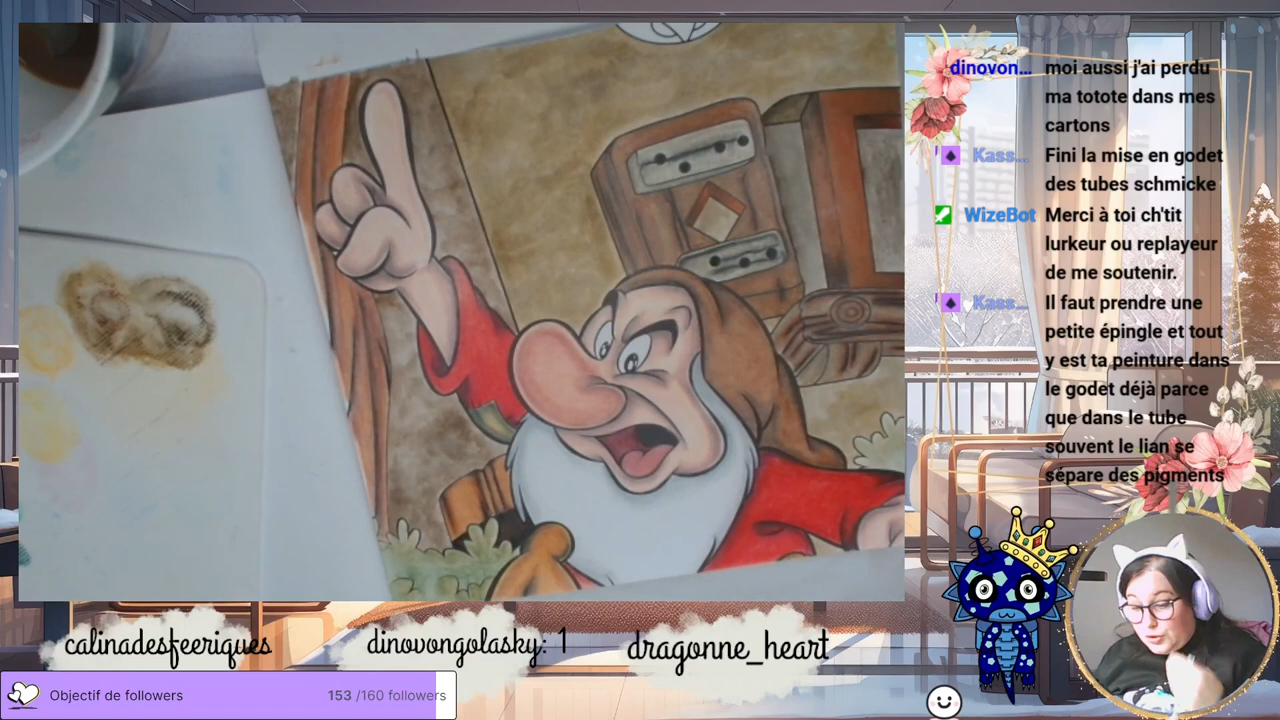 dinovon... moi aussi j'ai perdu
ma totote dans mes
cartons
Kass... Fini la mise en godet
des tubes schmicke
WizeBot Merci à toi ch'tit
lurkeur ou replayeur
de me soutenir.
Kass... Il faut prendre une
petite épingle et tout
y est ta peinture dans
le godet déjà parce
que dans le tube
souvent le lian se
sépare des pigments
calinadesfeeriques dinovongolasky: 1 dragonne_heart
Objectif de followers 153 /160 followers